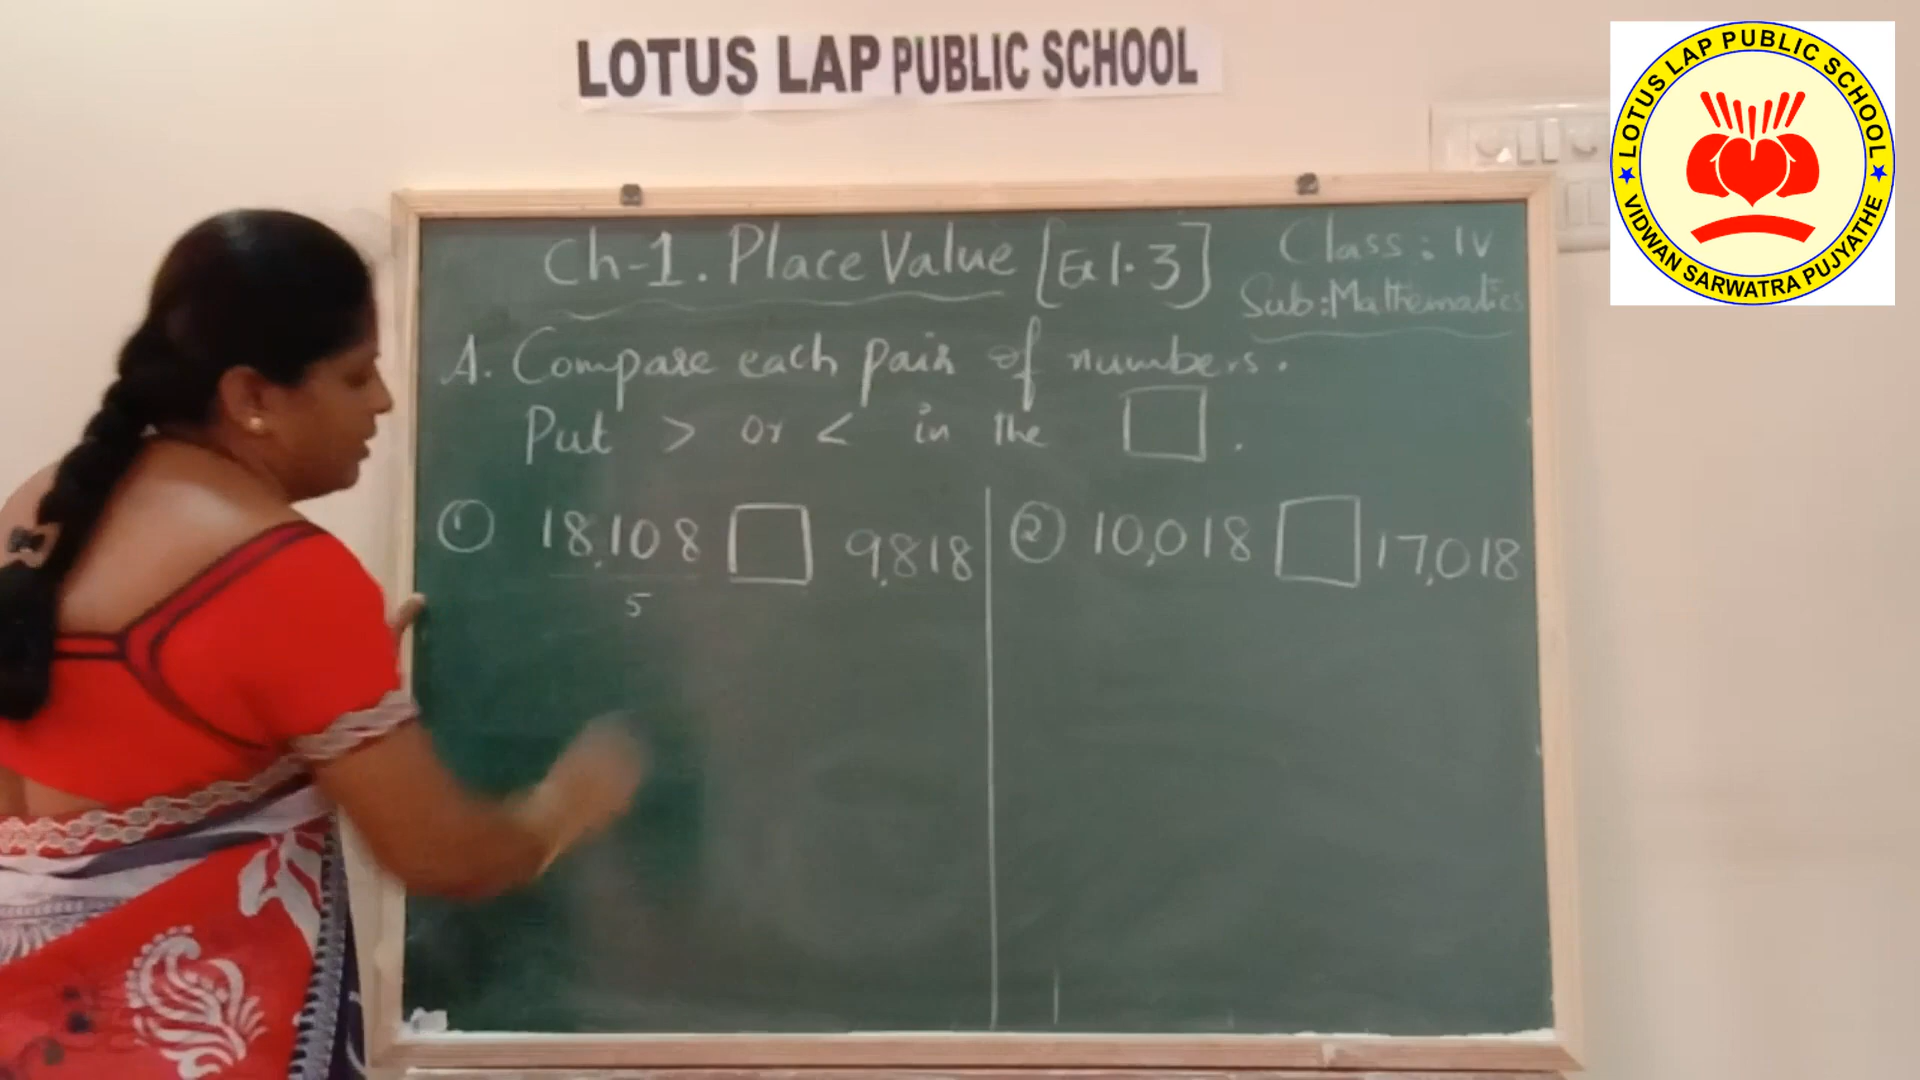 LOTUS LAP PUBLIC SCHOOL
LOTUS LAP PUBLIC SCHOOL
VIDWAN SARWATRA PUJYATHE
Ch-1. Place Value [Ex 1.3]
Class: IV
Sub: Mathematics
A. Compare each pair of numbers.
Put > or < in the □.
① 18,108 □ 9,818
5
② 10,018 □ 17,018